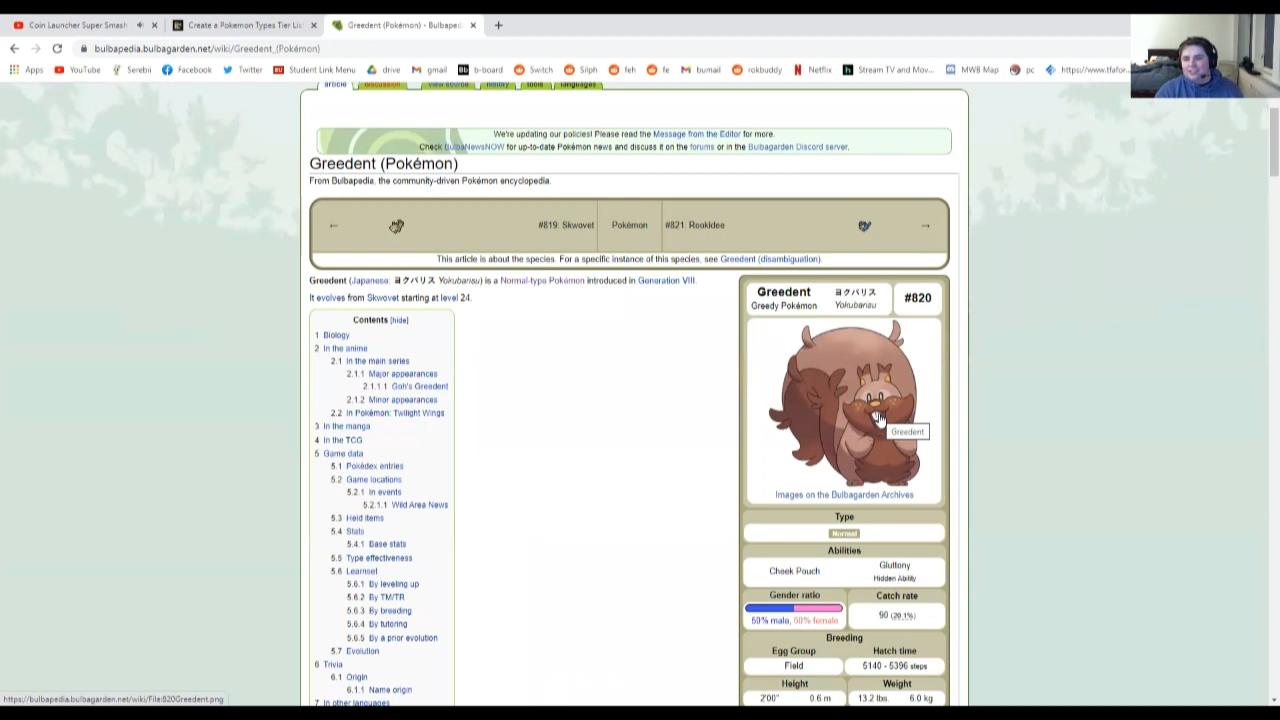 Coin Launcher Super Smash
Create a Pokemon Types Tier Lis
Greedent (Pokémon) - Bulbaped
bulbapedia.bulbagarden.net/wiki/Greedent_(Pokémon)
Apps YouTube Serebii Facebook Twitter Student Link Menu drive gmail b-board Switch Silph feh fe bumail rokbuddy Netflix Stream TV and Mov... MWB Map pc https://www.tfafor...
article discussion view source history tools languages
We're updating our policies! Please read the Message from the Editor for more.
Check BulbaNewsNOW for up-to-date Pokémon news and discuss it on the forums or in the Bulbagarden Discord server.
Greedent (Pokémon)
From Bulbapedia, the community-driven Pokémon encyclopedia.
← #819: Skwovet Pokémon #821: Rookidee →
This article is about the species. For a specific instance of this species, see Greedent (disambiguation).
Greedent (Japanese: ヨクバリス Yokubarisu) is a Normal-type Pokémon introduced in Generation VIII.
It evolves from Skwovet starting at level 24.
Contents [hide]
1 Biology
2 In the anime
2.1 In the main series
2.1.1 Major appearances
2.1.1.1 Goh's Greedent
2.1.2 Minor appearances
2.2 In Pokémon: Twilight Wings
3 In the manga
4 In the TCG
5 Game data
5.1 Pokédex entries
5.2 Game locations
5.2.1 In events
5.2.1.1 Wild Area News
5.3 Held items
5.4 Stats
5.4.1 Base stats
5.5 Type effectiveness
5.6 Learnset
5.6.1 By leveling up
5.6.2 By TM/TR
5.6.3 By breeding
5.6.4 By tutoring
5.6.5 By a prior evolution
5.7 Evolution
6 Trivia
6.1 Origin
6.1.1 Name origin
7 In other languages
Greedent ヨクバリス #820
Greedy Pokémon Yokubarisu
Greedent
Images on the Bulbagarden Archives
Type
Normal
Abilities
Cheek Pouch Gluttony
Hidden Ability
Gender ratio Catch rate
50% male, 50% female 90 (20.1%)
Breeding
Egg Group Hatch time
Field 5140 - 5396 steps
Height Weight
2'00" 0.6 m 13.2 lbs. 6.0 kg
https://bulbapedia.bulbagarden.net/wiki/File:820Greedent.png